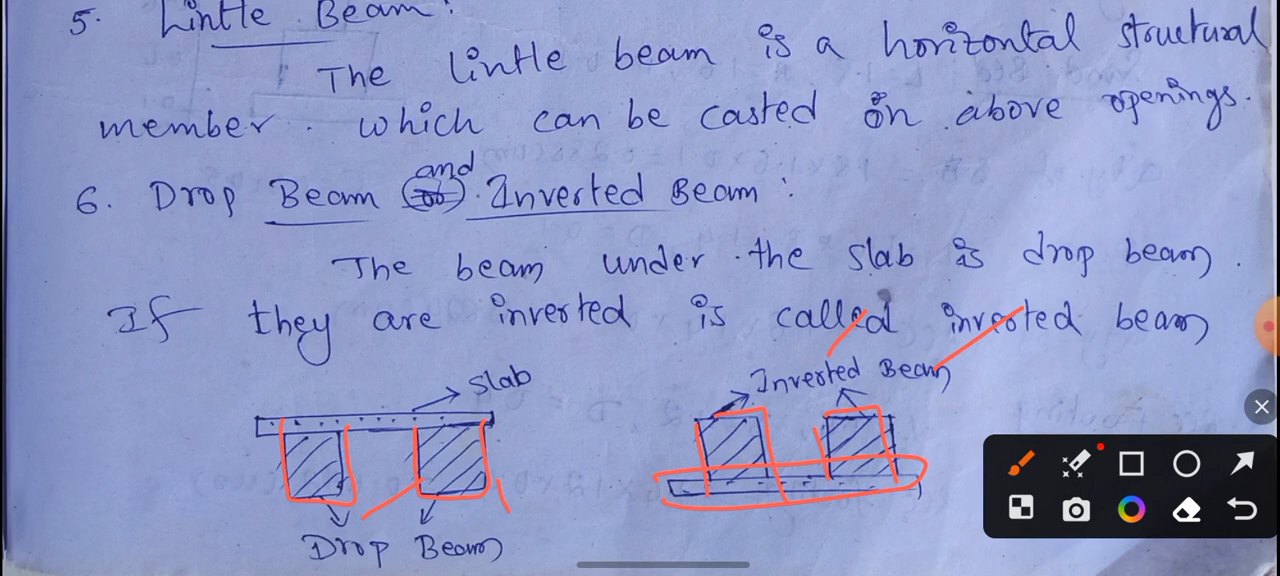 5. Lintle Beam:
The lintle beam is a horizontal structural
member. which can be casted on above openings.
6. Drop Beam and Inverted Beam:
The beam under the slab is drop beam.
If they are inverted is called inverted beam
Slab
Inverted Beam
Drop Beam